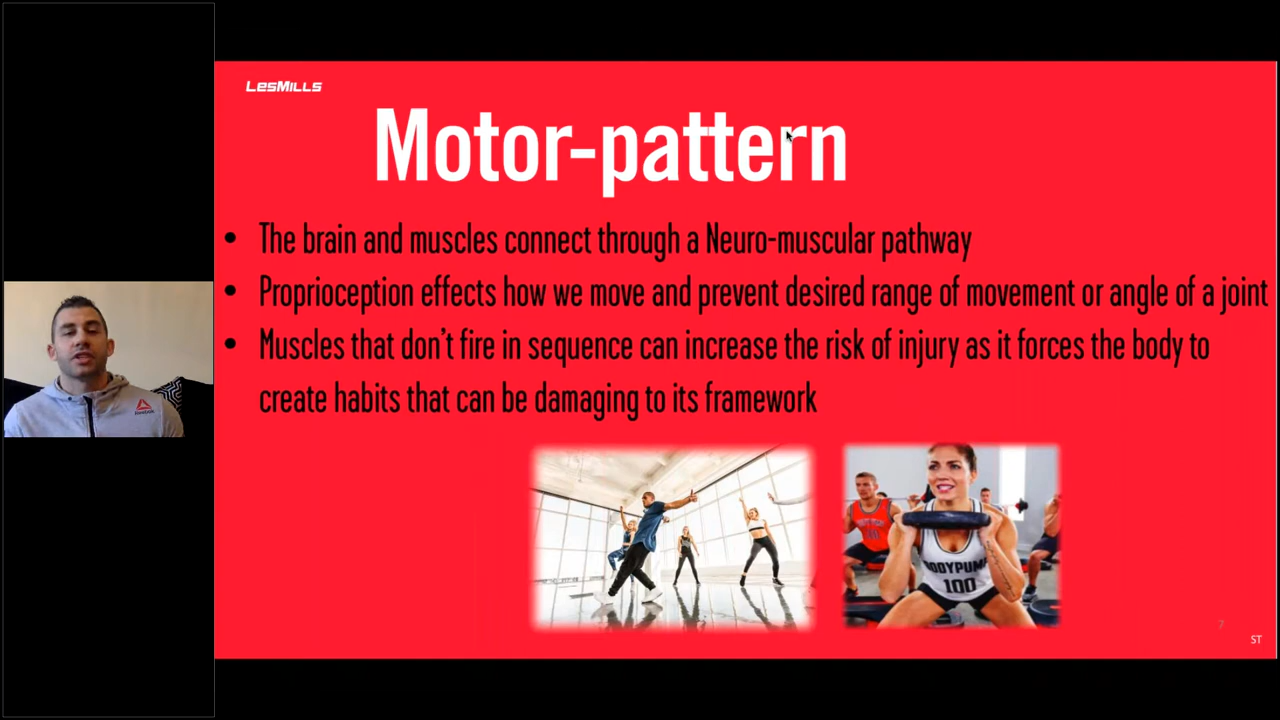 LESMILLS
Motor-pattern
• The brain and muscles connect through a Neuro-muscular pathway
• Proprioception effects how we move and prevent desired range of movement or angle of a joint
• Muscles that don't fire in sequence can increase the risk of injury as it forces the body to
create habits that can be damaging to its framework
Reebok
BODYPUMP
100
7
ST